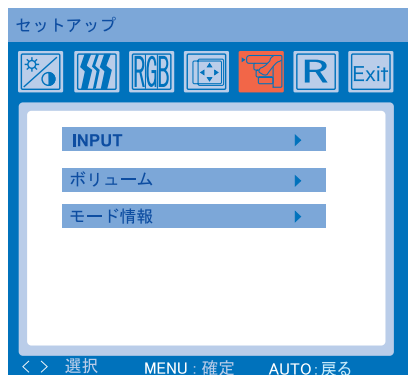 セットアップ
RGB R Exit
INPUT
ボリューム
モード情報
< > 選択 MENU : 確定 AUTO : 戻る